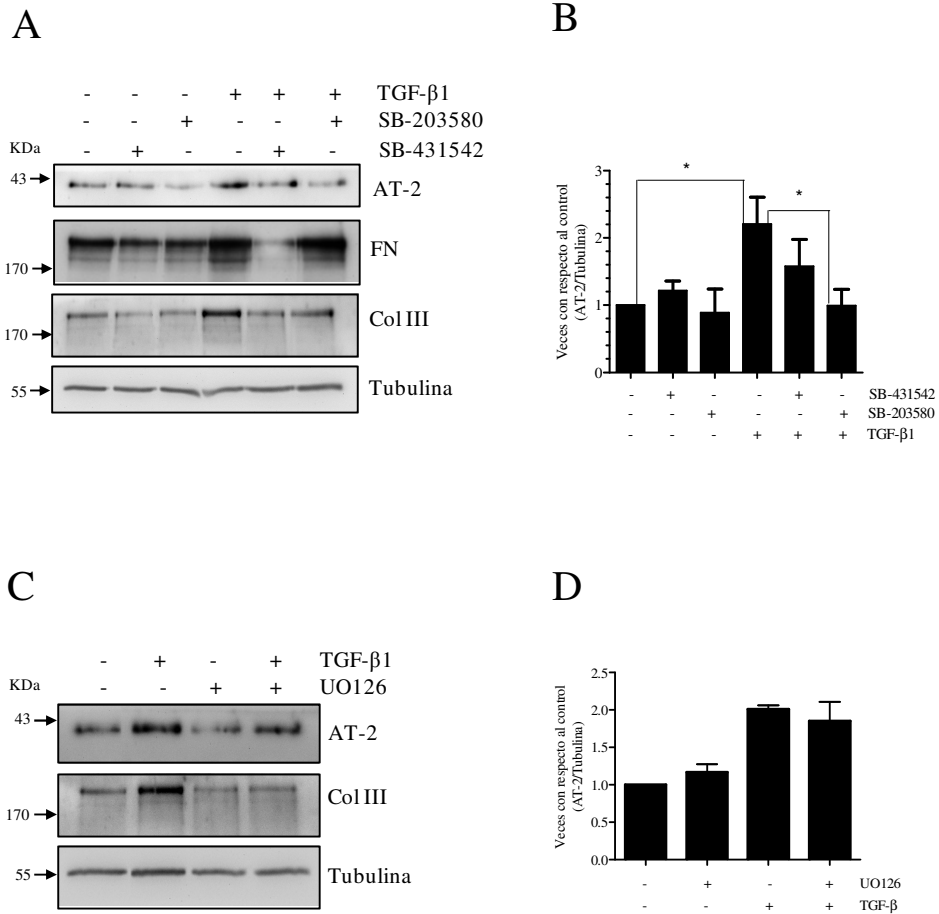 A
- - - + + + TGF-β1
- - + - - + SB-203580
KDa - + - - + - SB-431542
43 AT-2
FN
170
Col III
170
55 Tubulina
B
Veces con respecto al control
(AT-2/Tubulina)
3
2
1
0
* *
- + - - + - SB-431542
- - + - - + SB-203580
- - - + + + TGF-β1
C
- + - + TGF-β1
KDa - - + + UO126
43 AT-2
Col III
170
55 Tubulina
D
Veces con respecto al control
(AT-2/Tubulina)
2.5
2.0
1.5
1.0
0.5
0.0
- + - + UO126
- - + + TGF-β